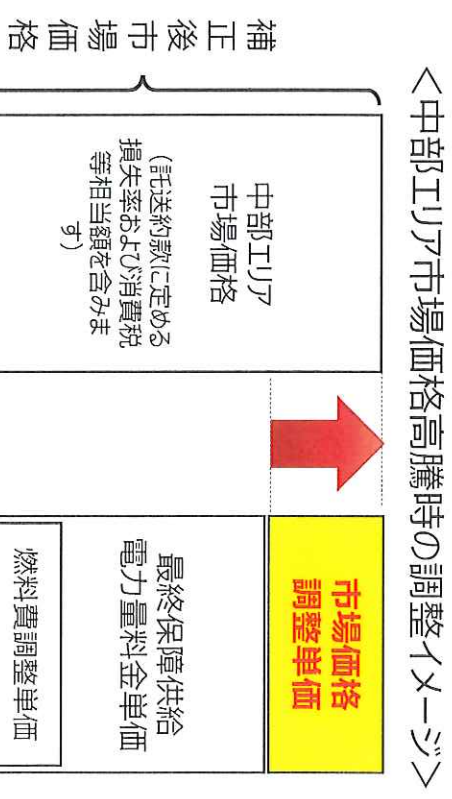 <中部エリア市場価格高騰時の調整イメージ>
補正後市場価格
中部エリア
市場価格
(託送約款に定める
損失率および消費税
等相当額を含みま
す)
市場価格
調整単価
最終保障供給
電力量料金単価
燃料費調整単価